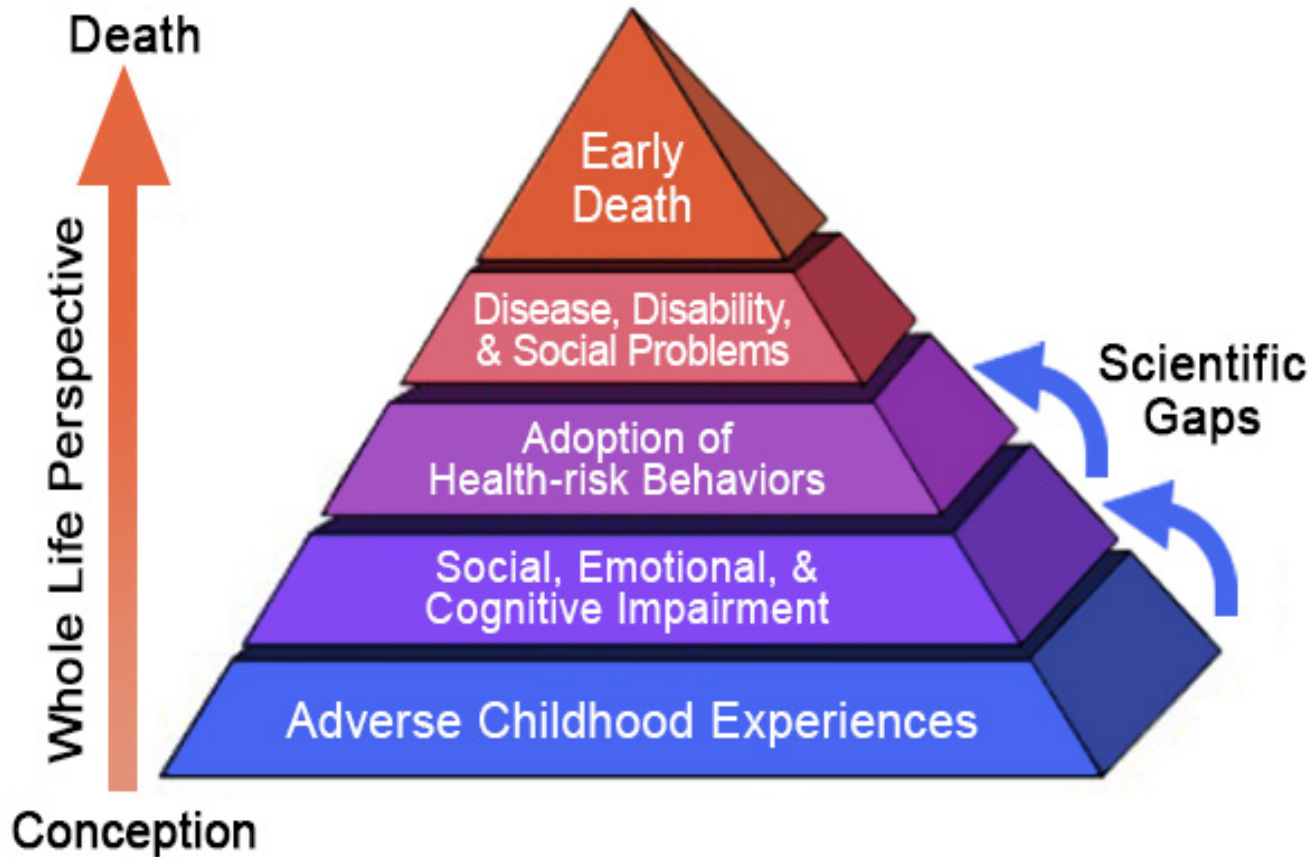 Death
Whole Life Perspective
Conception
Early
Death
Disease, Disability,
& Social Problems
Adoption of
Health-risk Behaviors
Social, Emotional, &
Cognitive Impairment
Adverse Childhood Experiences
Scientific
Gaps